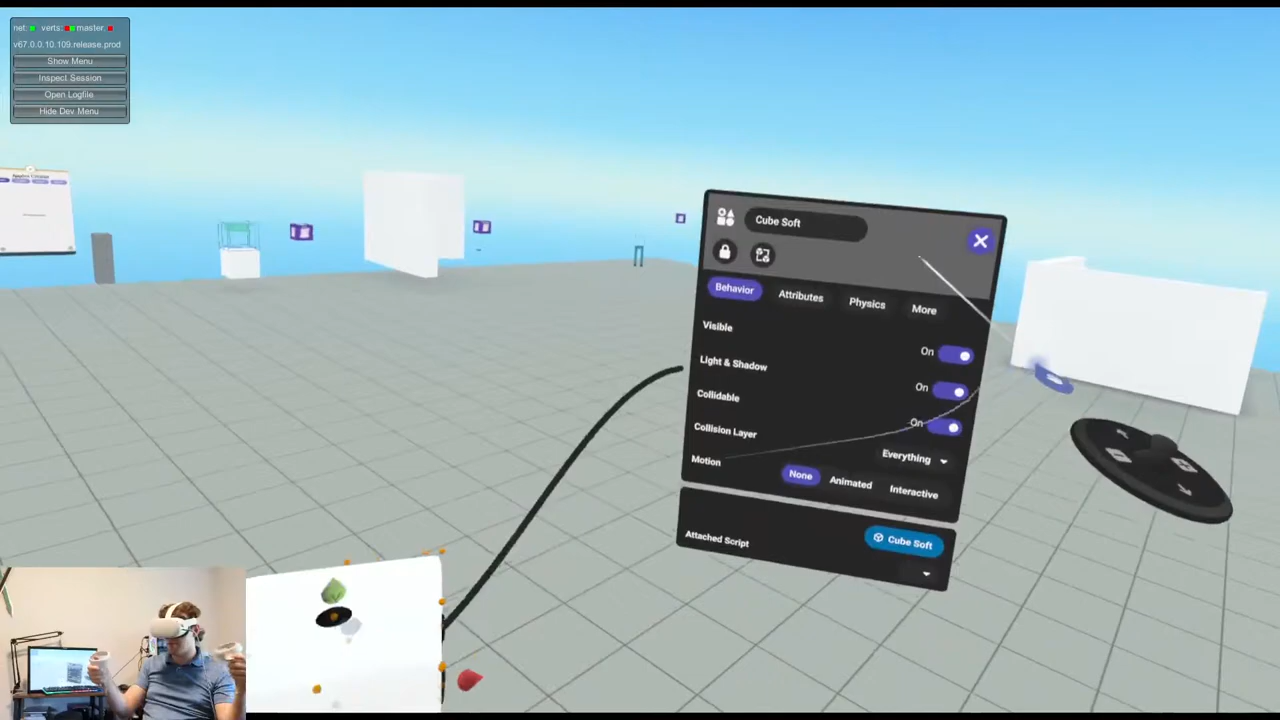 net: verts: master
v67.0.0.10.109.release.prod
Show Menu
Inspect Session
Open Logfile
Hide Dev Menu
Cube Soft
Behavior Attributes Physics More
Visible
On
Light & Shadow
On
Collidable
On
Collision Layer
Everything
Motion
None Animated Interactive
Attached Script
Cube Soft